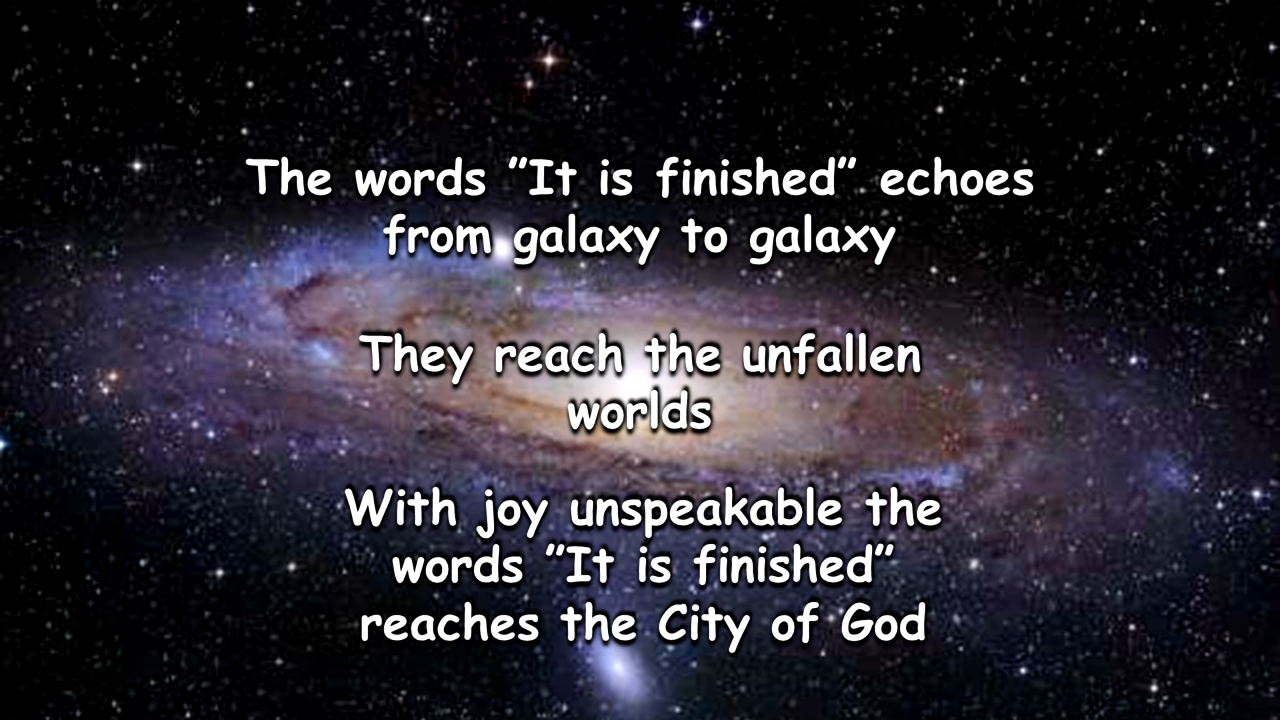 The words ”It is finished” echoes
from galaxy to galaxy
They reach the unfallen
worlds
With joy unspeakable the
words ”It is finished”
reaches the City of God